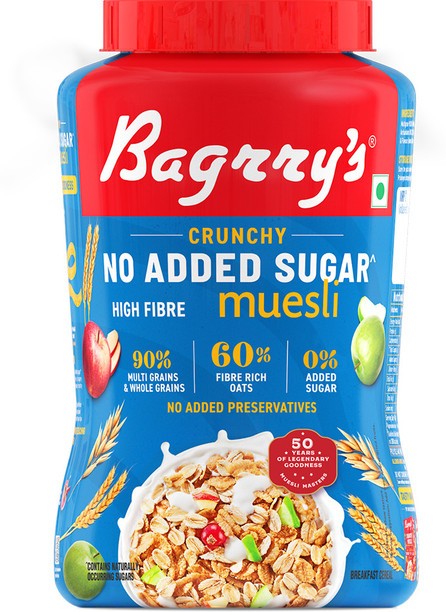 Bagrry's®
CRUNCHY
NO ADDED SUGAR^
HIGH FIBRE
muesli
90%
MULTI GRAINS
& WHOLE GRAINS
60%
FIBRE RICH
OATS
0%
ADDED
SUGAR
NO ADDED PRESERVATIVES
50
YEARS
OF LEGENDARY
GOODNESS
MUESLI MASTERS
^CONTAINS NATURALLY
OCCURRING SUGARS
BREAKFAST CEREAL